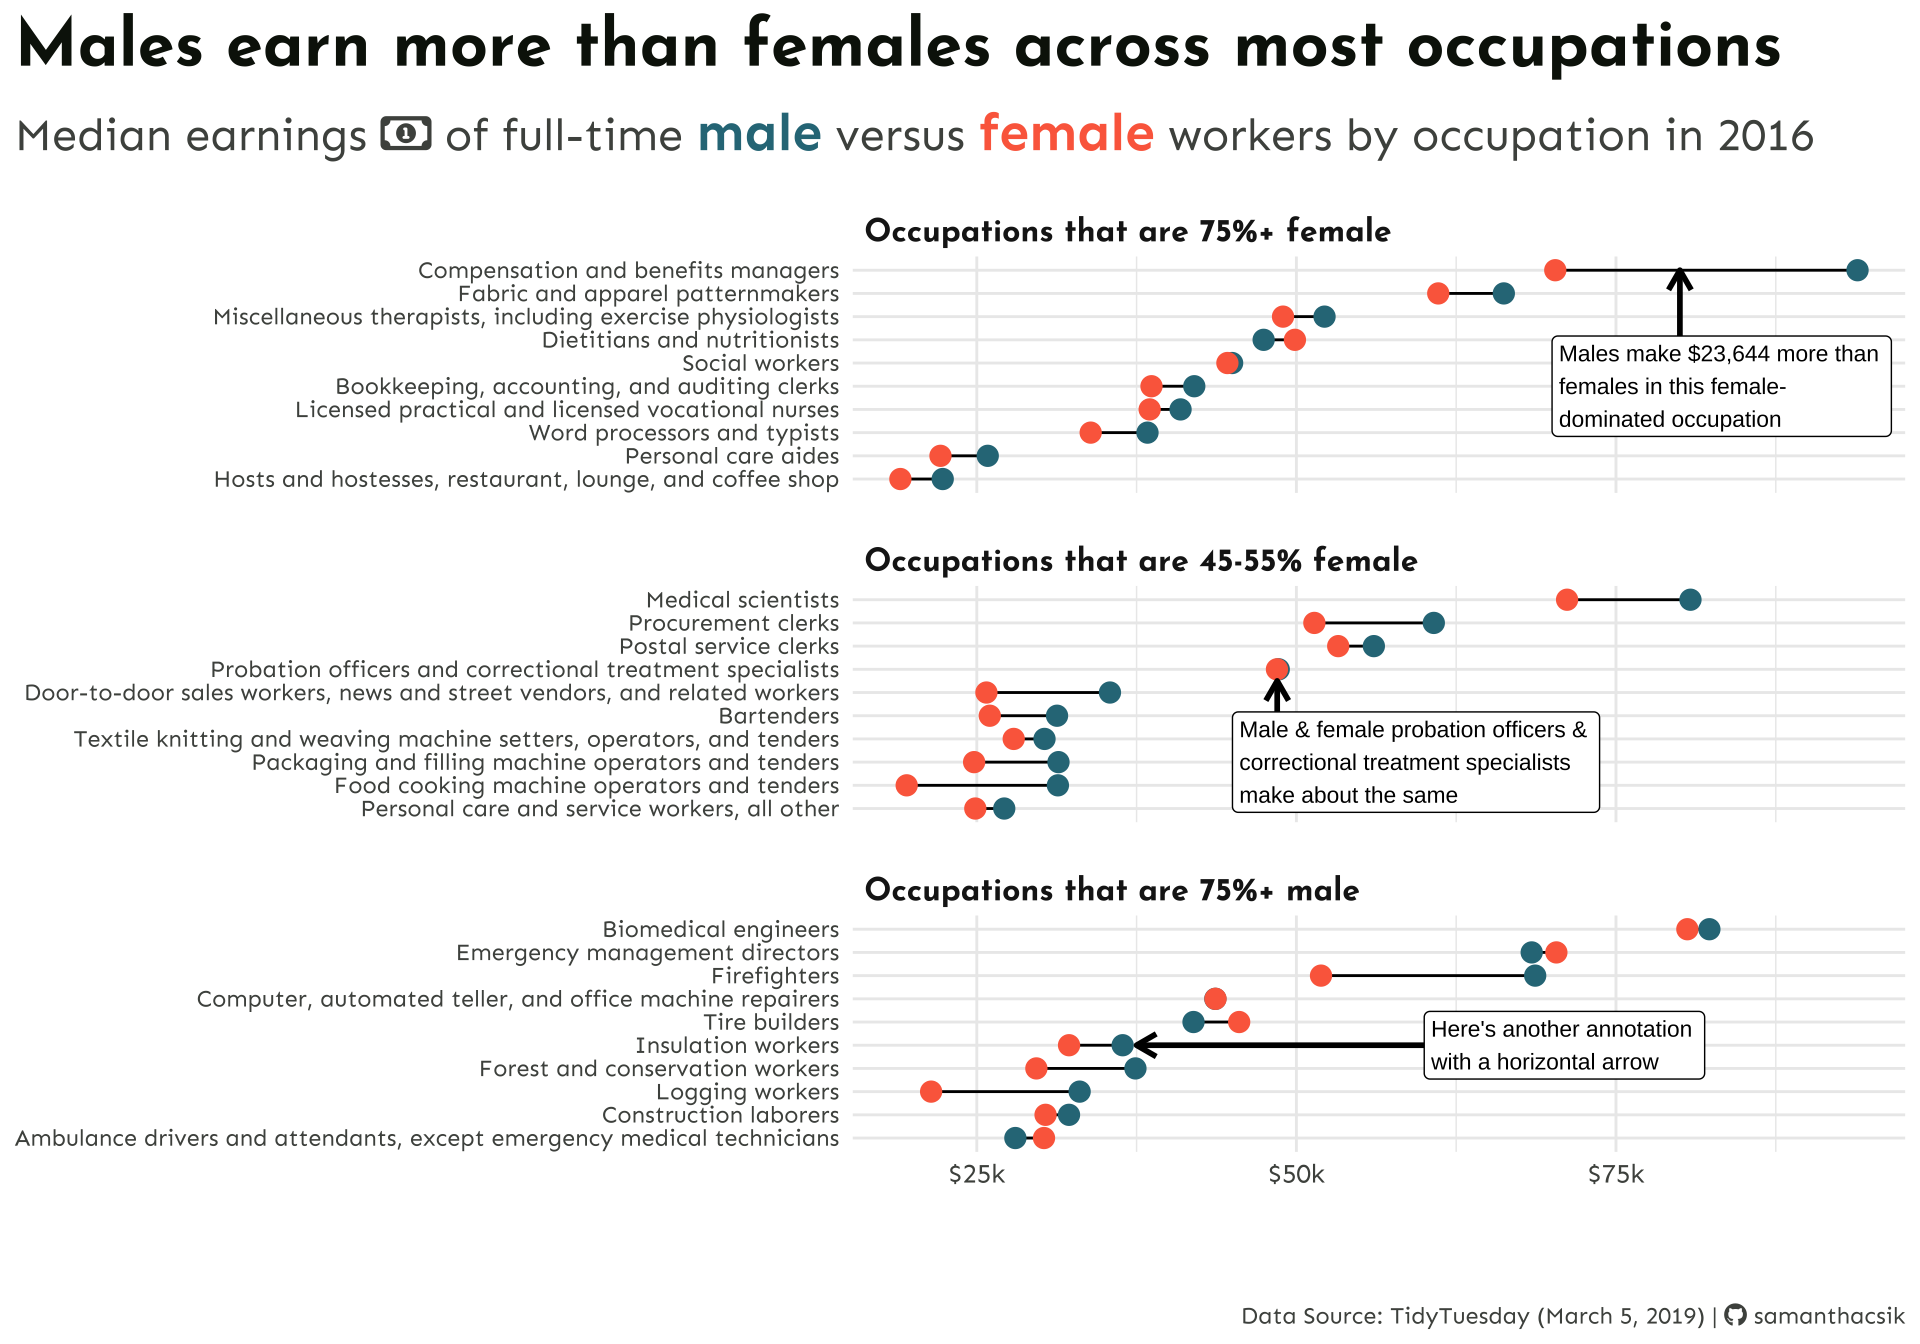 Males earn more than females across most occupations
Median earnings 1 of full-time male versus female workers by occupation in 2016
Occupations that are 75%+ female
Compensation and benefits managers
Fabric and apparel patternmakers
Miscellaneous therapists, including exercise physiologists
Dietitians and nutritionists
Social workers
Bookkeeping, accounting, and auditing clerks
Licensed practical and licensed vocational nurses
Word processors and typists
Personal care aides
Hosts and hostesses, restaurant, lounge, and coffee shop
Males make $23,644 more than
females in this female-
dominated occupation
Occupations that are 45-55% female
Medical scientists
Procurement clerks
Postal service clerks
Probation officers and correctional treatment specialists
Door-to-door sales workers, news and street vendors, and related workers
Bartenders
Textile knitting and weaving machine setters, operators, and tenders
Packaging and filling machine operators and tenders
Food cooking machine operators and tenders
Personal care and service workers, all other
Male & female probation officers &
correctional treatment specialists
make about the same
Occupations that are 75%+ male
Biomedical engineers
Emergency management directors
Firefighters
Computer, automated teller, and office machine repairers
Tire builders
Insulation workers
Forest and conservation workers
Logging workers
Construction laborers
Ambulance drivers and attendants, except emergency medical technicians
Here's another annotation
with a horizontal arrow
$25k $50k $75k
Data Source: TidyTuesday (March 5, 2019) | samanthacsik